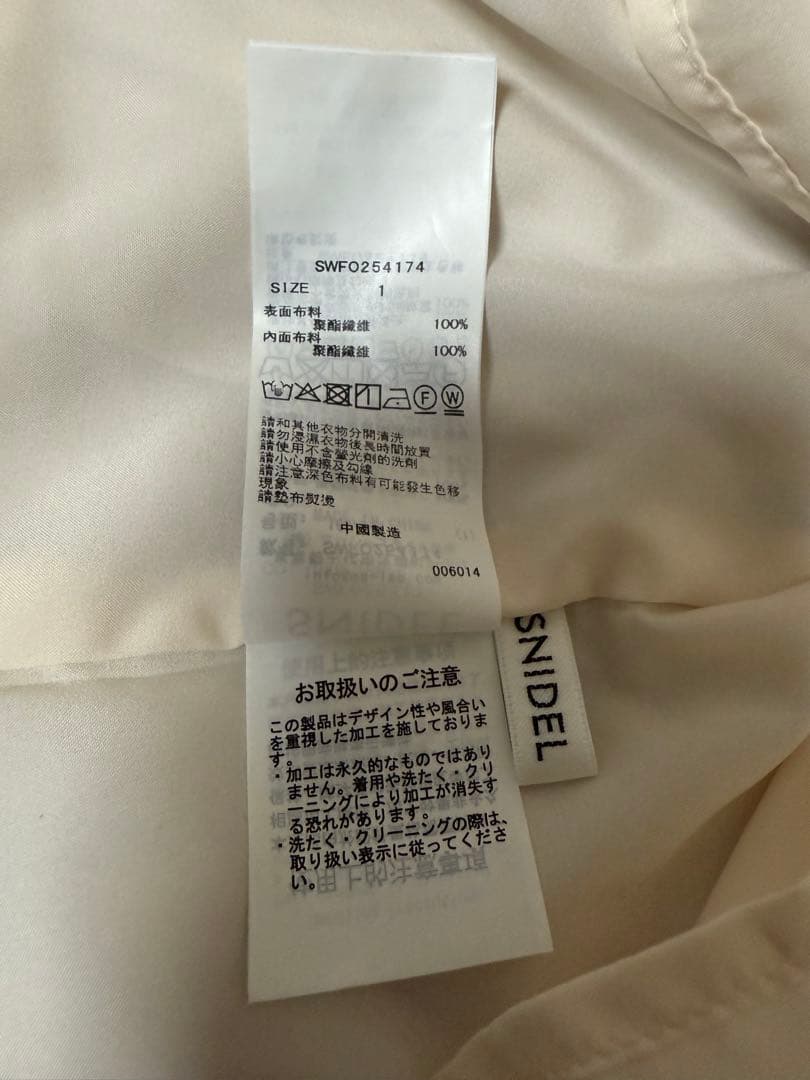 SWFO254174
SIZE 1
表面布料
聚酯纖維 100%
內面布料
聚酯纖維 100%
F W
請和其他衣物分開清洗
請勿浸濕衣物後長時間放置
請使用不含螢光劑的洗劑
請小心摩擦及勾線
請注意深色布料有可能發生色移
現象
請墊布熨燙
中國製造
006014
SNIDEL
お取扱いのご注意
この製品はデザイン性や風合い
を重視した加工を施しておりま
す。
・加工は永久的なものではあり
ません。着用や洗たく・クリ
ーニングにより加工が消失す
る恐れがあります。
・洗たく・クリーニングの際は、
取り扱い表示に従ってくださ
い。